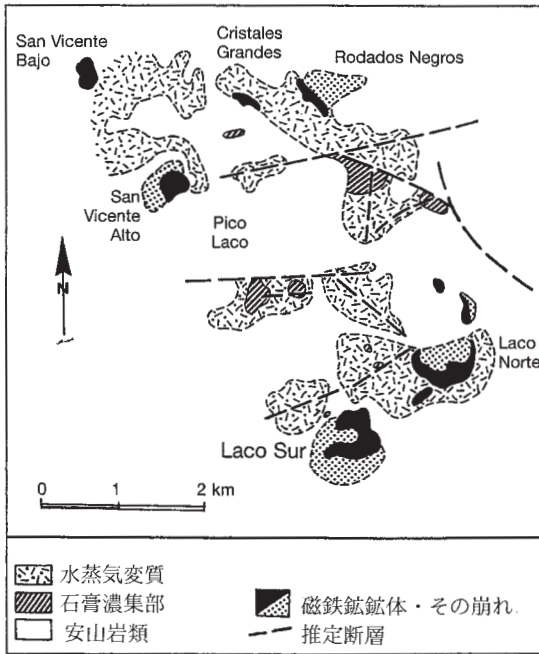 San Vicente
Bajo
Cristales
Grandes
Rodados Negros
San
Vicente
Alto
Pico
Laco
N
Laco
Norte
Laco Sur
0 1 2 km
水蒸気変質
石膏濃集部
安山岩類
磁鉄鉱鉱体・その崩れ
推定断層